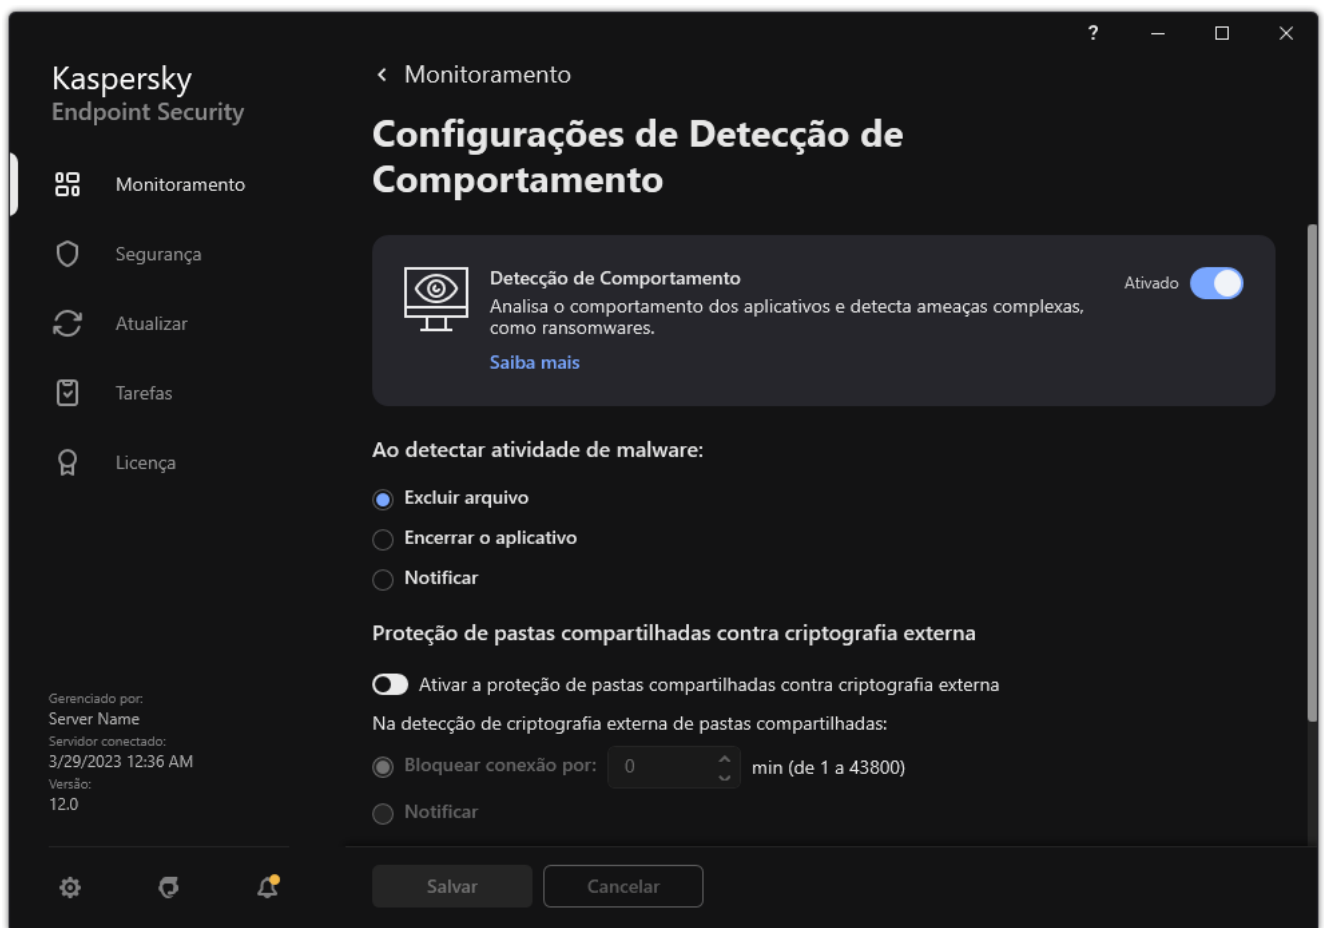 ?
Kaspersky
Endpoint Security
Monitoramento
Segurança
Atualizar
Tarefas
Licença
Gerenciado por:
Server Name
Servidor conectado:
3/29/2023 12:36 AM
Versão:
12.0
Monitoramento
Configurações de Detecção de
Comportamento
Detecção de Comportamento
Ativado
Analisa o comportamento dos aplicativos e detecta ameaças complexas,
como ransomwares.
Saiba mais
Ao detectar atividade de malware:
Excluir arquivo
Encerrar o aplicativo
Notificar
Proteção de pastas compartilhadas contra criptografia externa
Ativar a proteção de pastas compartilhadas contra criptografia externa
Na detecção de criptografia externa de pastas compartilhadas:
Bloquear conexão por: 0 min (de 1 a 43800)
Notificar
Salvar
Cancelar